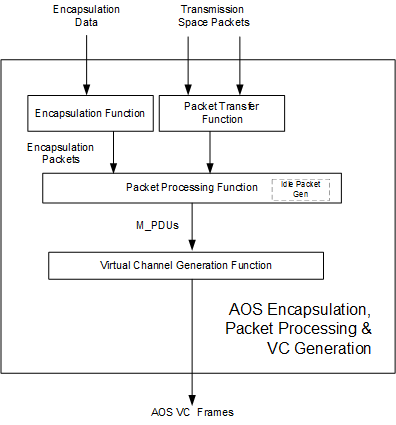 Encapsulation
Data
Transmission
Space Packets
Encapsulation Function
Packet Transfer
Function
Encapsulation
Packets
Packet Processing Function
Idle Packet
Gen
M_PDUs
Virtual Channel Generation Function
AOS Encapsulation,
Packet Processing &
VC Generation
AOS VC Frames